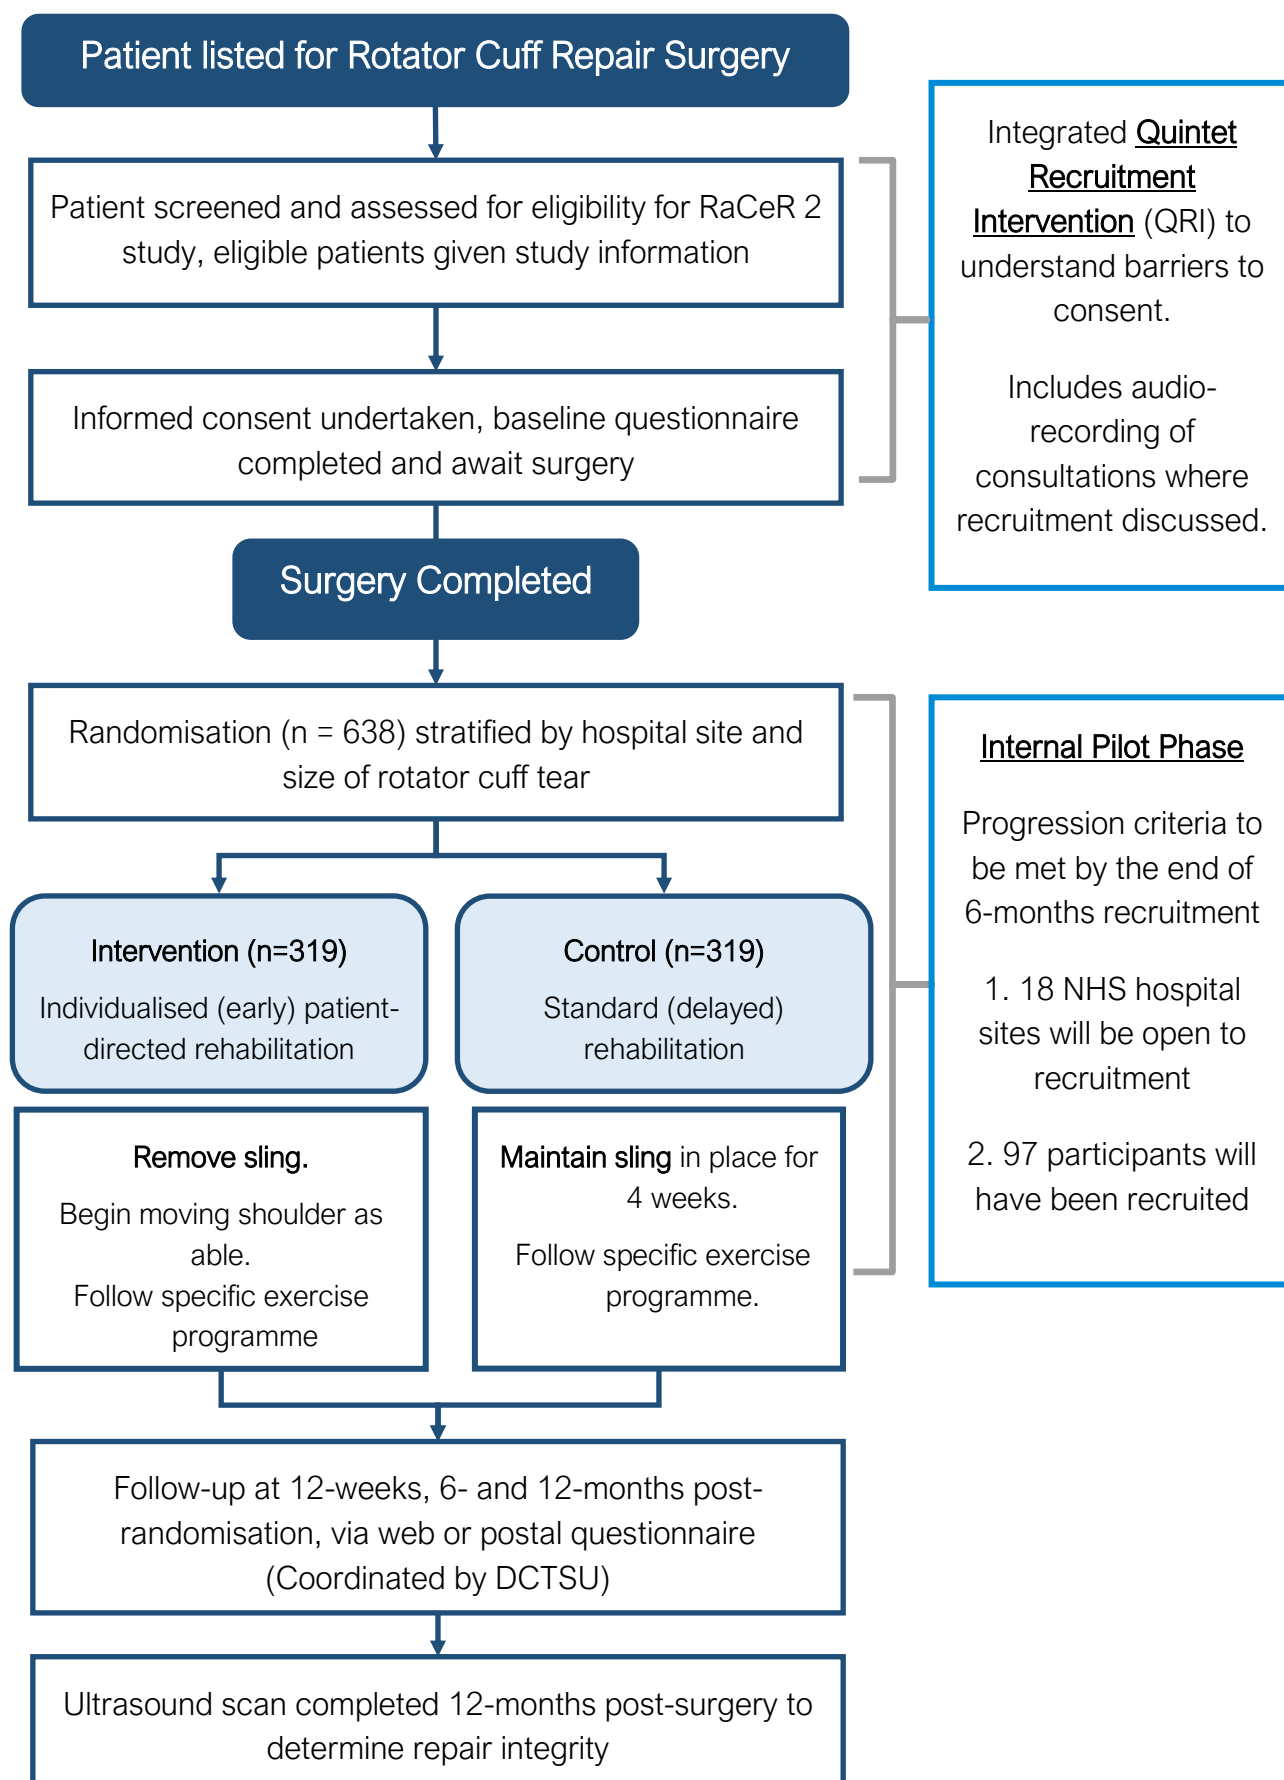 Patient listed for Rotator Cuff Repair Surgery
Patient screened and assessed for eligibility for RaCeR 2
study, eligible patients given study information
Integrated Quintet
Recruitment
Intervention (QRI) to
understand barriers to
consent.
Includes audio-
recording of
consultations where
recruitment discussed.
Informed consent undertaken, baseline questionnaire
completed and await surgery
Surgery Completed
Randomisation (n = 638) stratified by hospital site and
size of rotator cuff tear
Internal Pilot Phase
Progression criteria to
be met by the end of
6-months recruitment
1. 18 NHS hospital
sites will be open to
recruitment
2. 97 participants will
have been recruited
Intervention (n=319)
Individualised (early) patient-
directed rehabilitation
Control (n=319)
Standard (delayed)
rehabilitation
Remove sling.
Begin moving shoulder as
able.
Follow specific exercise
programme
Maintain sling in place for
4 weeks.
Follow specific exercise
programme.
Follow-up at 12-weeks, 6- and 12-months post-
randomisation, via web or postal questionnaire
(Coordinated by DCTSU)
Ultrasound scan completed 12-months post-surgery to
determine repair integrity